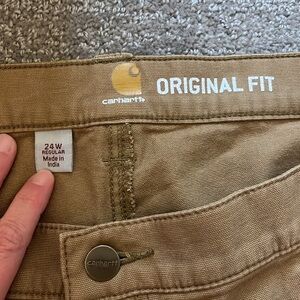 carhartt
ORIGINAL FIT
24W
REGULAR
Made in
India
carhartt